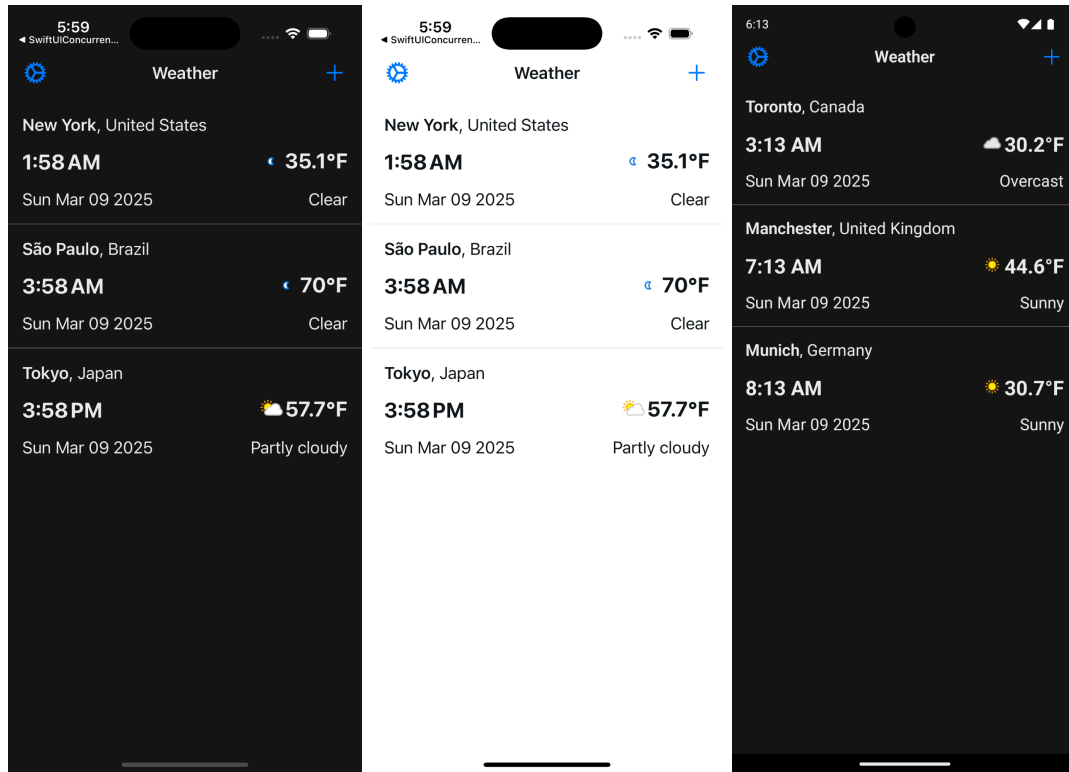 5:59
◀ SwiftUIConcurren...
Weather
New York, United States
1:58 AM 35.1°F
Sun Mar 09 2025 Clear
São Paulo, Brazil
3:58 AM 70°F
Sun Mar 09 2025 Clear
Tokyo, Japan
3:58 PM 57.7°F
Sun Mar 09 2025 Partly cloudy
5:59
◀ SwiftUIConcurren...
Weather
New York, United States
1:58 AM 35.1°F
Sun Mar 09 2025 Clear
São Paulo, Brazil
3:58 AM 70°F
Sun Mar 09 2025 Clear
Tokyo, Japan
3:58 PM 57.7°F
Sun Mar 09 2025 Partly cloudy
6:13
Weather
Toronto, Canada
3:13 AM 30.2°F
Sun Mar 09 2025 Overcast
Manchester, United Kingdom
7:13 AM 44.6°F
Sun Mar 09 2025 Sunny
Munich, Germany
8:13 AM 30.7°F
Sun Mar 09 2025 Sunny